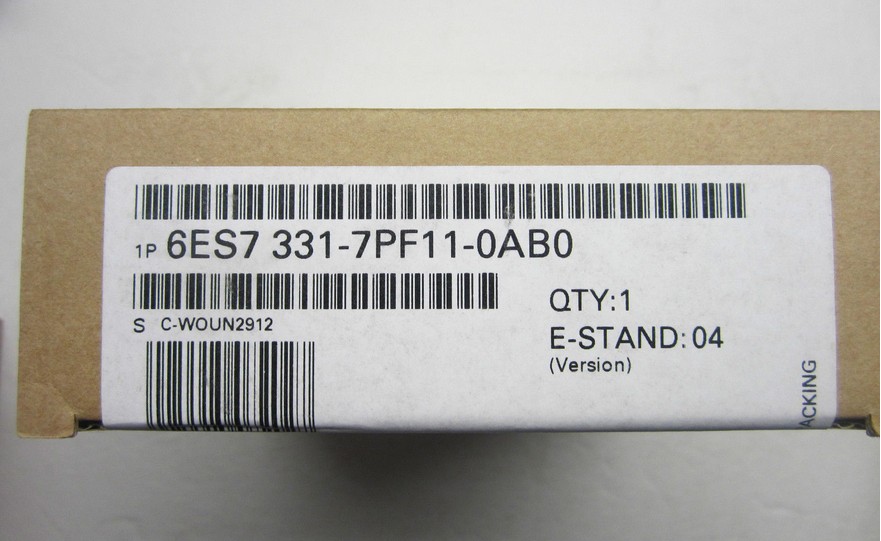 1P 6ES7 331-7PF11-0AB0
S C-WOUN2912
QTY:1
E-STAND:04
(Version)
ACKING